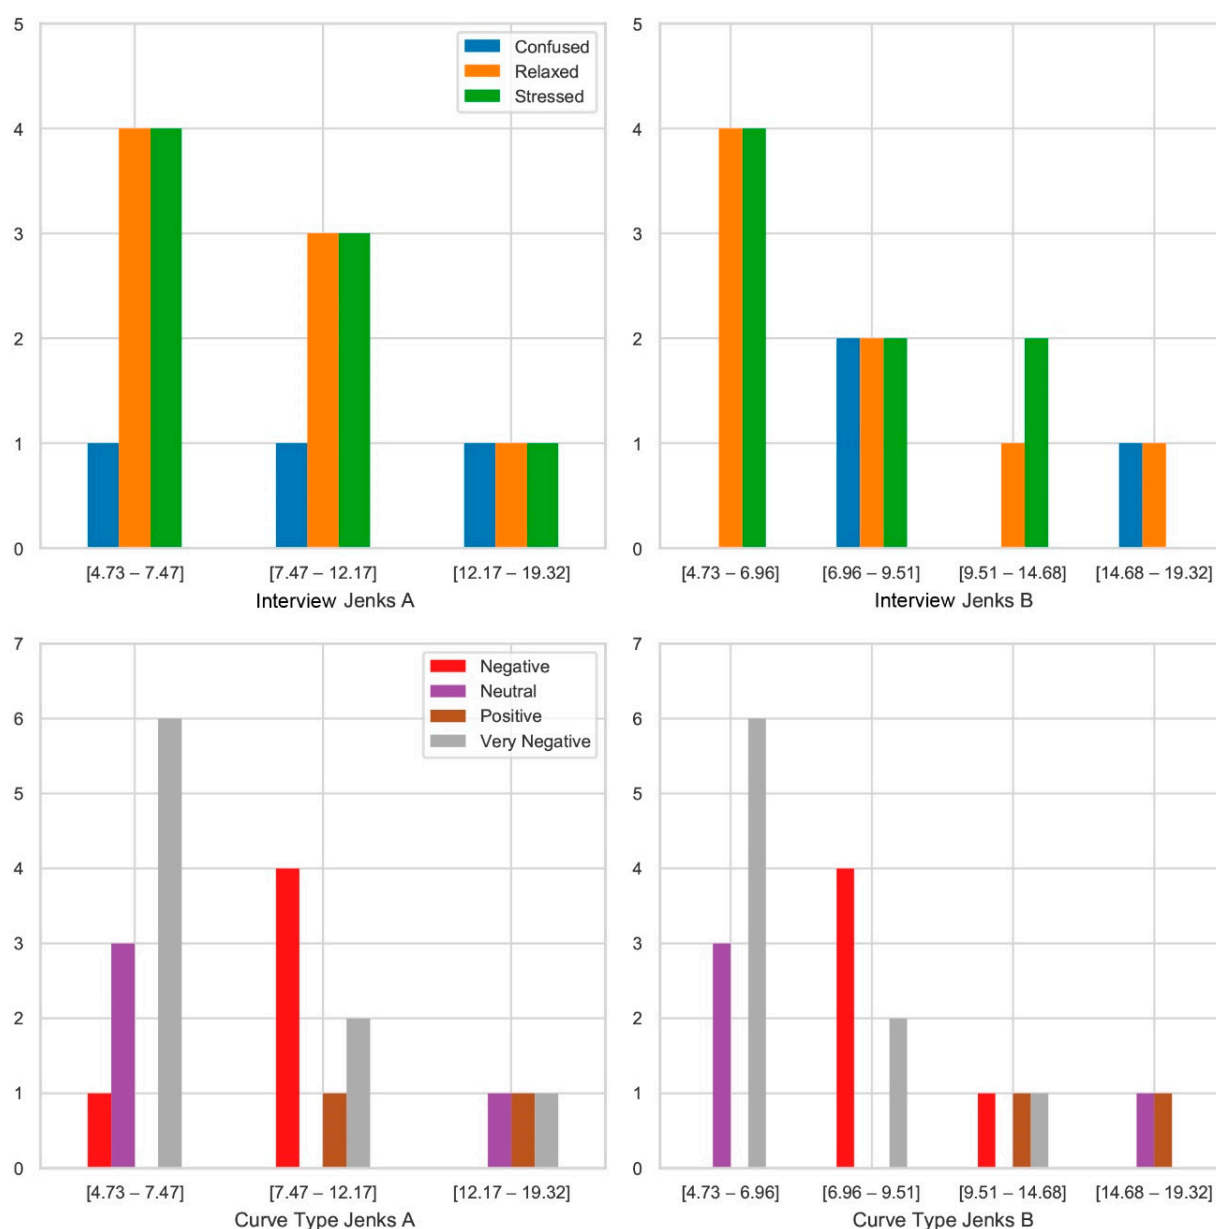 5
4
3
2
1
0
Confused
Relaxed
Stressed
[4.73 – 7.47]
[7.47 – 12.17]
[12.17 – 19.32]
Interview Jenks A
5
4
3
2
1
0
[4.73 – 6.96]
[6.96 – 9.51]
[9.51 – 14.68]
[14.68 – 19.32]
Interview Jenks B
7
6
5
4
3
2
1
0
Negative
Neutral
Positive
Very Negative
[4.73 – 7.47]
[7.47 – 12.17]
[12.17 – 19.32]
Curve Type Jenks A
7
6
5
4
3
2
1
0
[4.73 – 6.96]
[6.96 – 9.51]
[9.51 – 14.68]
[14.68 – 19.32]
Curve Type Jenks B